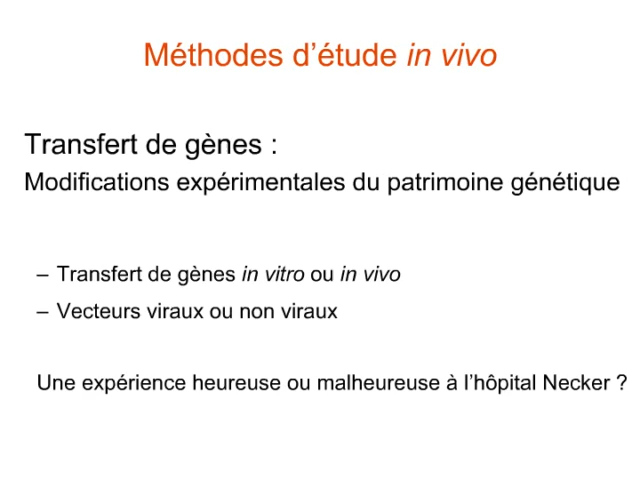 Méthodes d’étude in vivo
Transfert de gènes :
Modifications expérimentales du patrimoine génétique
– Transfert de gènes in vitro ou in vivo
– Vecteurs viraux ou non viraux
Une expérience heureuse ou malheureuse à l’hôpital Necker ?